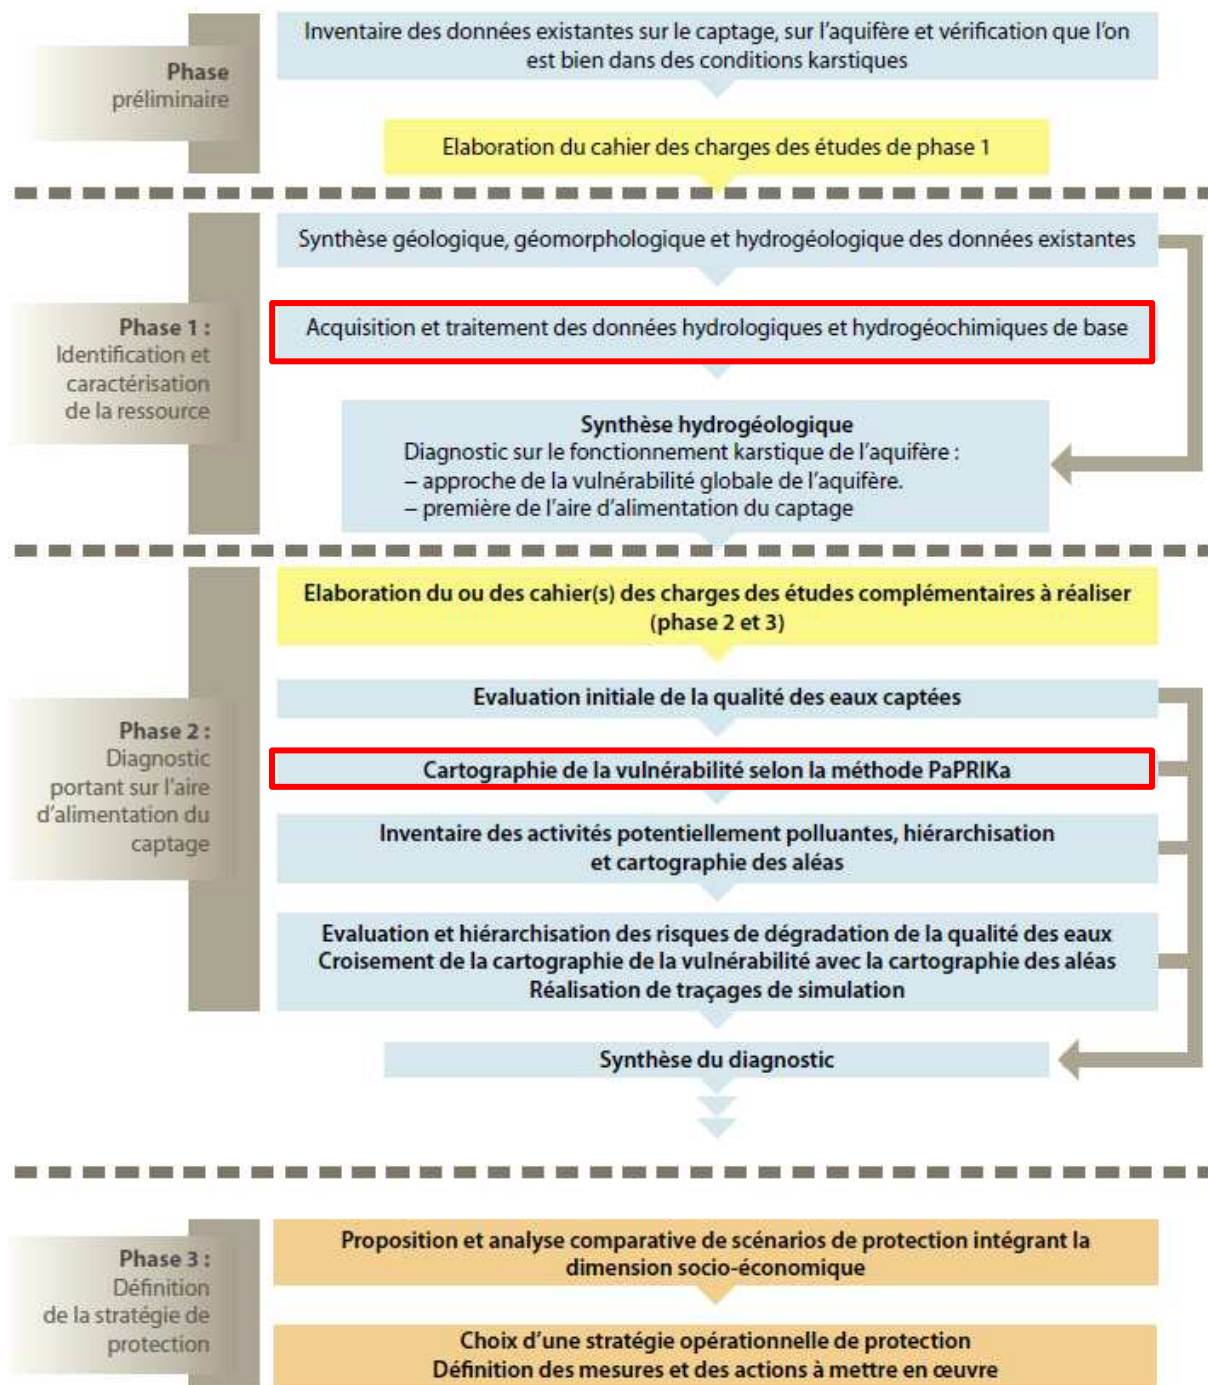 Phase
préliminaire
Inventaire des données existantes sur le captage, sur l'aquifère et vérification que l'on
est bien dans des conditions karstiques
Elaboration du cahier des charges des études de phase 1
Phase 1 :
Identification et
caractérisation
de la ressource
Synthèse géologique, géomorphologique et hydrogéologique des données existantes
Acquisition et traitement des données hydrologiques et hydrogéochimiques de base
Synthèse hydrogéologique
Diagnostic sur le fonctionnement karstique de l'aquifère :
– approche de la vulnérabilité globale de l'aquifère.
– première de l'aire d'alimentation du captage
Phase 2 :
Diagnostic
portant sur l'aire
d'alimentation du
captage
Elaboration du ou des cahier(s) des charges des études complémentaires à réaliser
(phase 2 et 3)
Evaluation initiale de la qualité des eaux captées
Cartographie de la vulnérabilité selon la méthode PaPRIKa
Inventaire des activités potentiellement polluantes, hiérarchisation
et cartographie des aléas
Evaluation et hiérarchisation des risques de dégradation de la qualité des eaux
Croisement de la cartographie de la vulnérabilité avec la cartographie des aléas
Réalisation de traçages de simulation
Synthèse du diagnostic
Phase 3 :
Définition
de la stratégie de
protection
Proposition et analyse comparative de scénarios de protection intégrant la
dimension socio-économique
Choix d'une stratégie opérationnelle de protection
Définition des mesures et des actions à mettre en œuvre